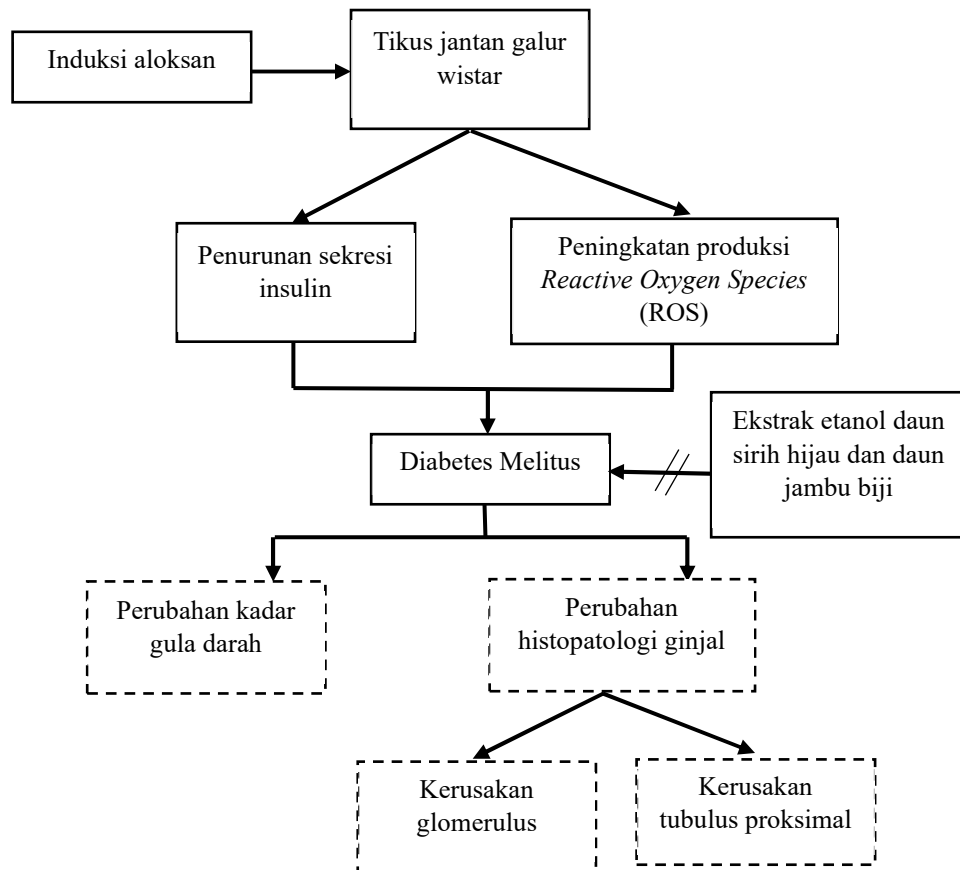 Induksi aloksan
Tikus jantan galur
wistar
Penurunan sekresi
insulin
Peningkatan produksi
Reactive Oxygen Species
(ROS)
Ekstrak etanol daun
sirih hijau dan daun
jambu biji
Diabetes Melitus
Perubahan kadar
gula darah
Perubahan
histopatologi ginjal
Kerusakan
glomerulus
Kerusakan
tubulus proksimal